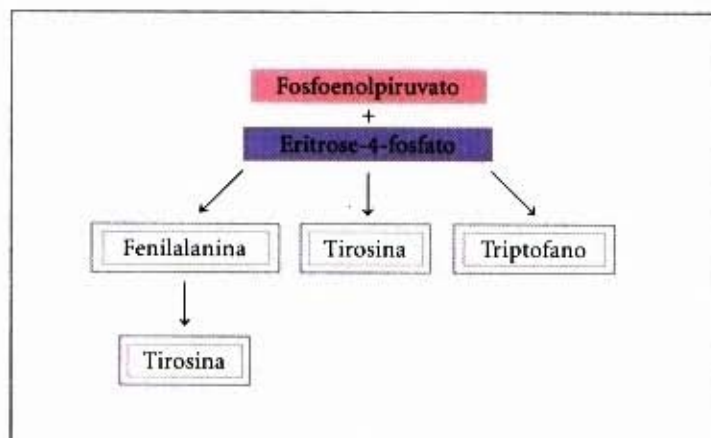 Fosfoenolpiruvato
+
Eritrose-4-fosfato
Fenilalanina
Tirosina
Triptofano
Tirosina